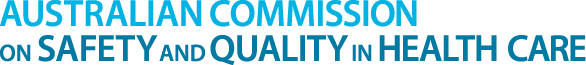 AUSTRALIAN COMMISSION
ON SAFETY AND QUALITY IN HEALTH CARE